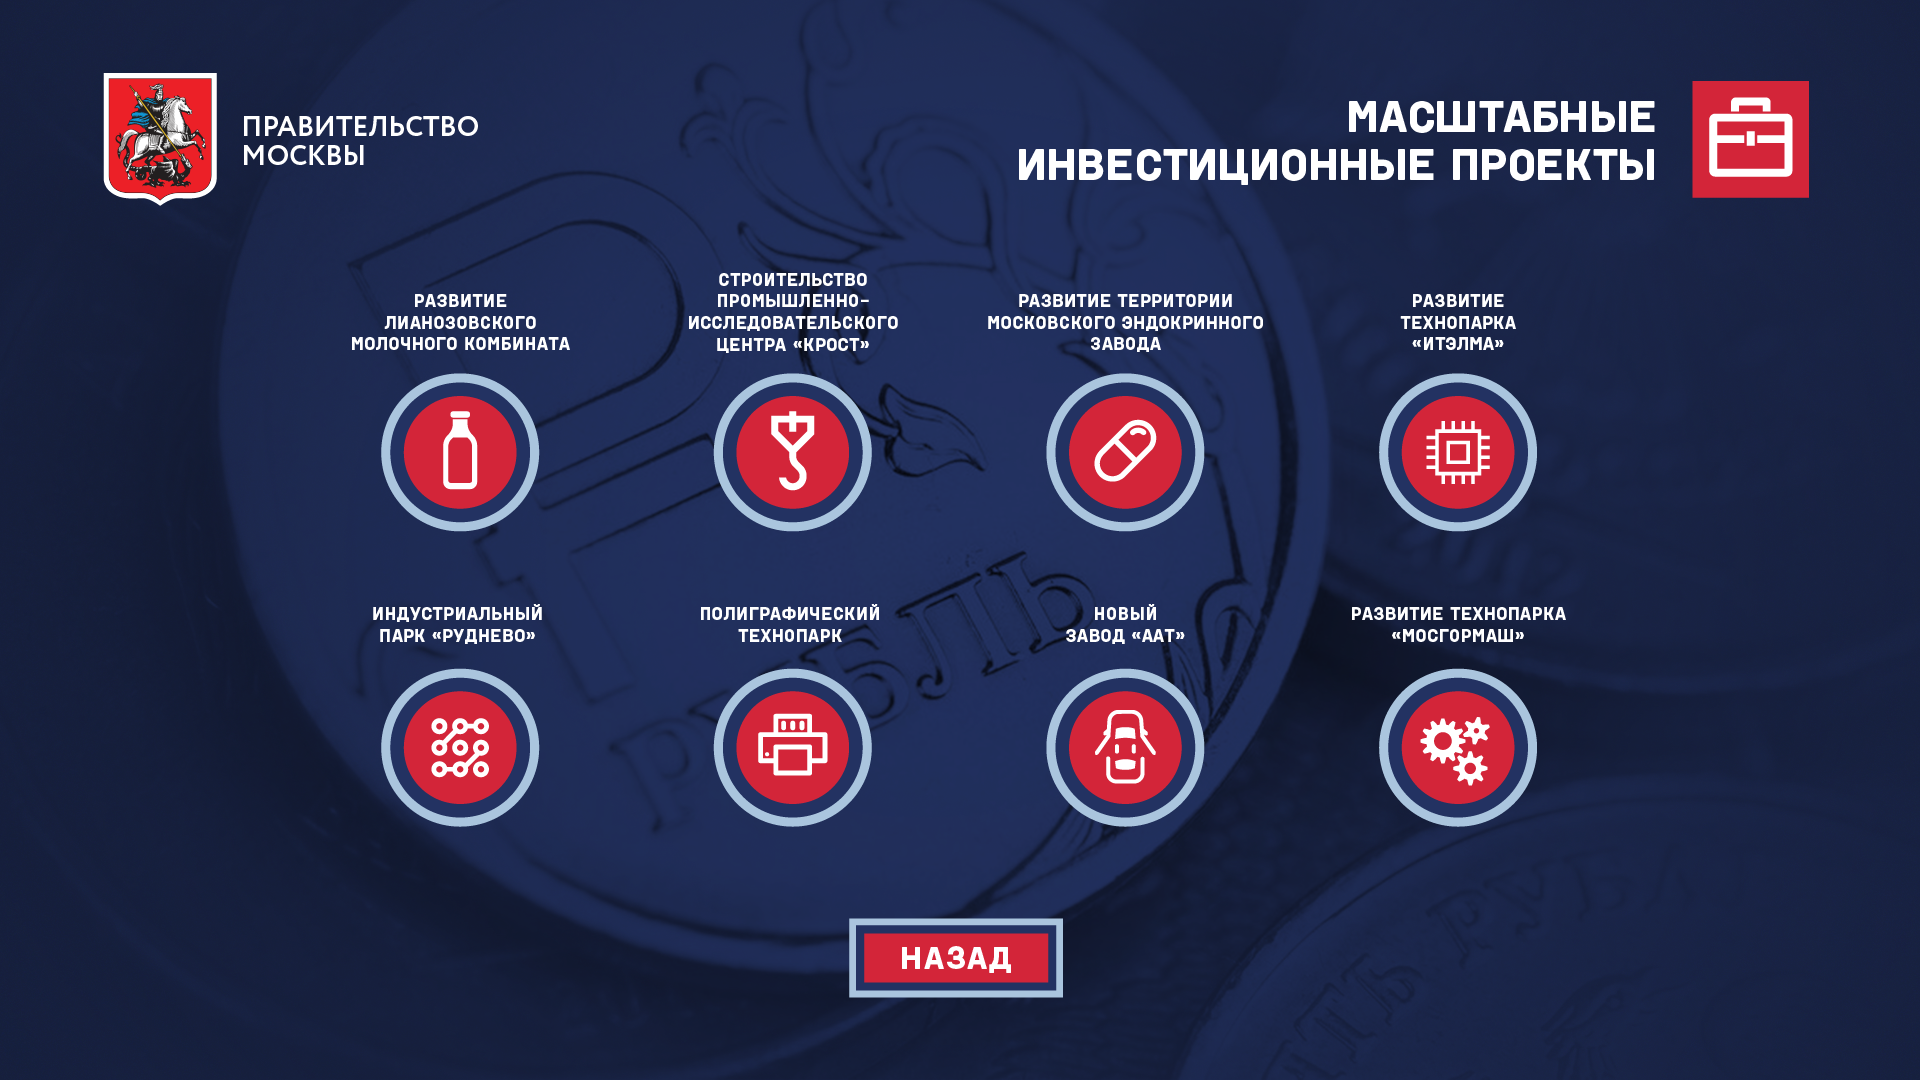 ПРАВИТЕЛЬСТВО
МОСКВЫ
МАСШТАБНЫЕ
ИНВЕСТИЦИОННЫЕ ПРОЕКТЫ
РАЗВИТИЕ
ЛИАНОЗОВСКОГО
МОЛОЧНОГО КОМБИНАТА
СТРОИТЕЛЬСТВО
ПРОМЫШЛЕННО-
ИССЛЕДОВАТЕЛЬСКОГО
ЦЕНТРА «КРОСТ»
РАЗВИТИЕ ТЕРРИТОРИИ
МОСКОВСКОГО ЭНДОКРИННОГО
ЗАВОДА
РАЗВИТИЕ
ТЕХНОПАРКА
«ИТЭЛМА»
ИНДУСТРИАЛЬНЫЙ
ПАРК «РУДНЕВО»
ПОЛИГРАФИЧЕСКИЙ
ТЕХНОПАРК
НОВЫЙ
ЗАВОД «ААТ»
РАЗВИТИЕ ТЕХНОПАРКА
«МОСГОРМАШ»
РУБЛЬ
НАЗАД